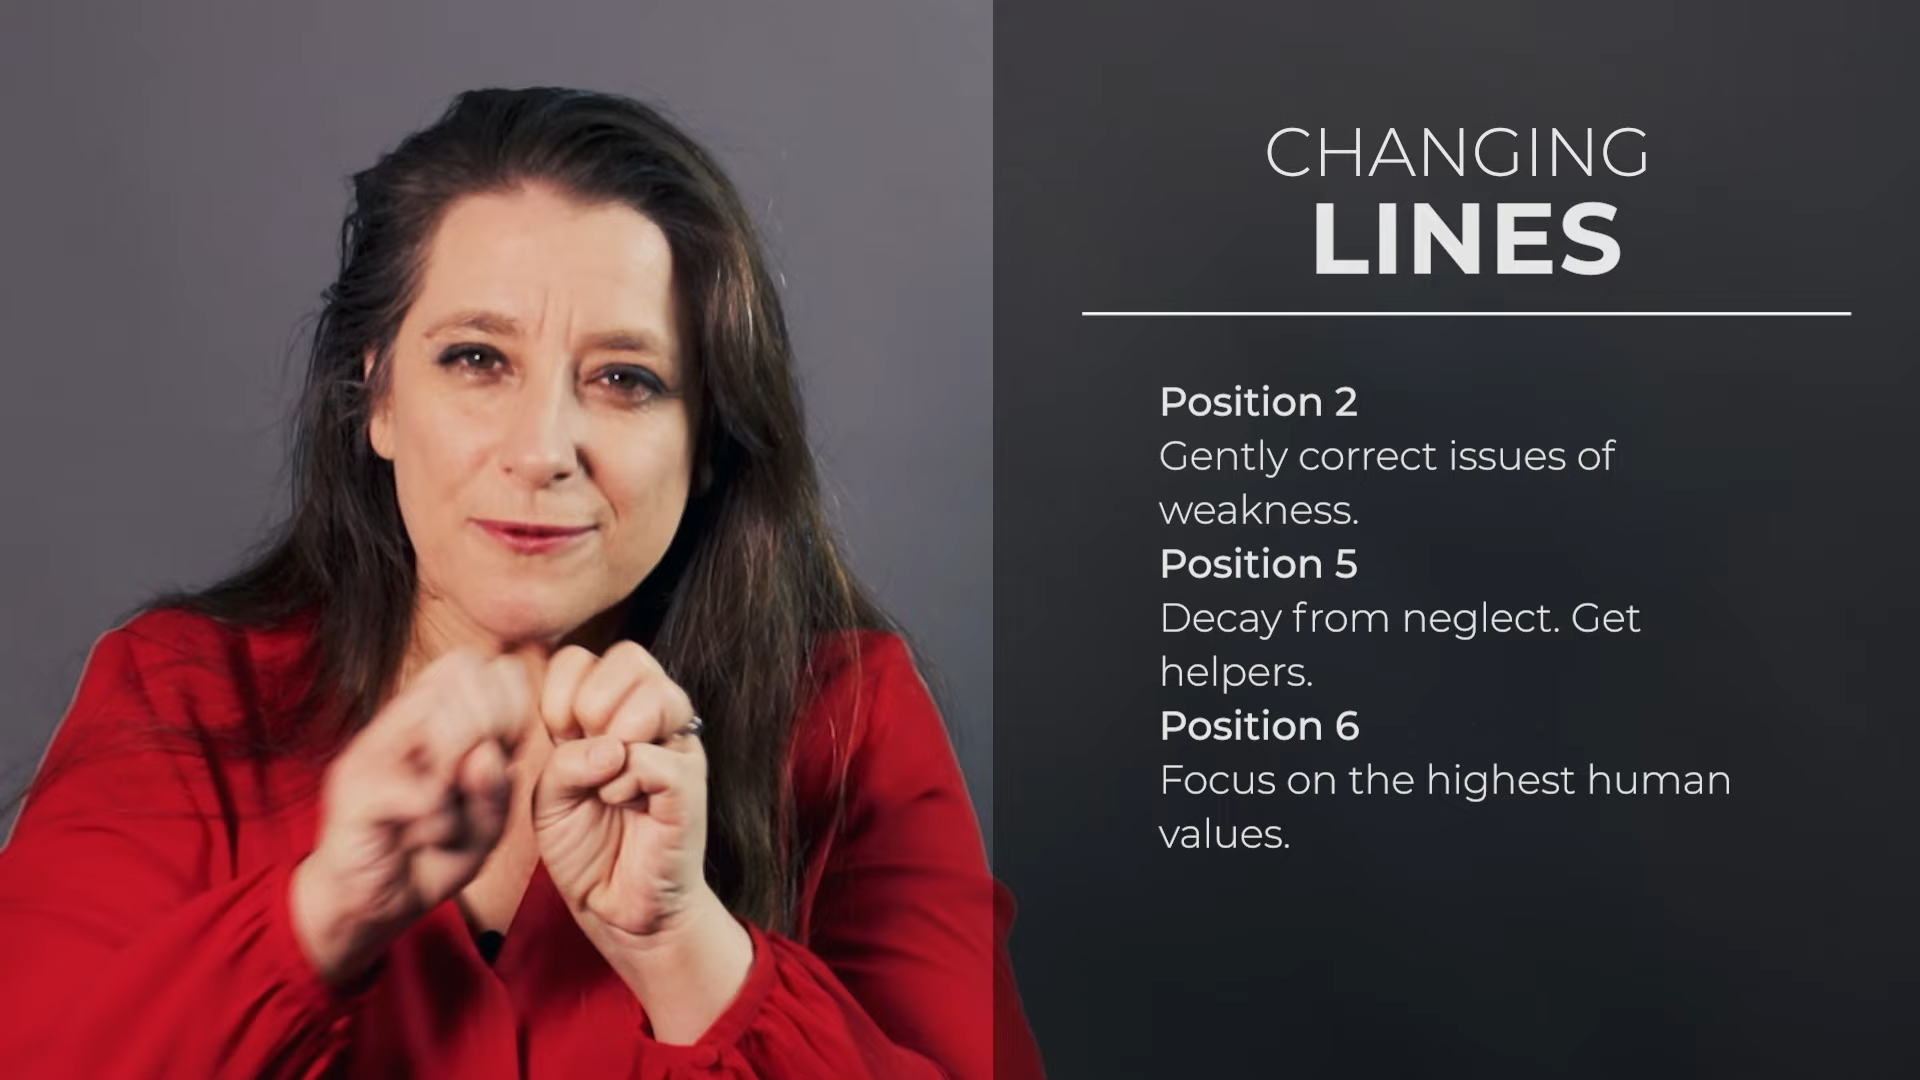 CHANGING
LINES
Position 2
Gently correct issues of
weakness.
Position 5
Decay from neglect. Get
helpers.
Position 6
Focus on the highest human
values.